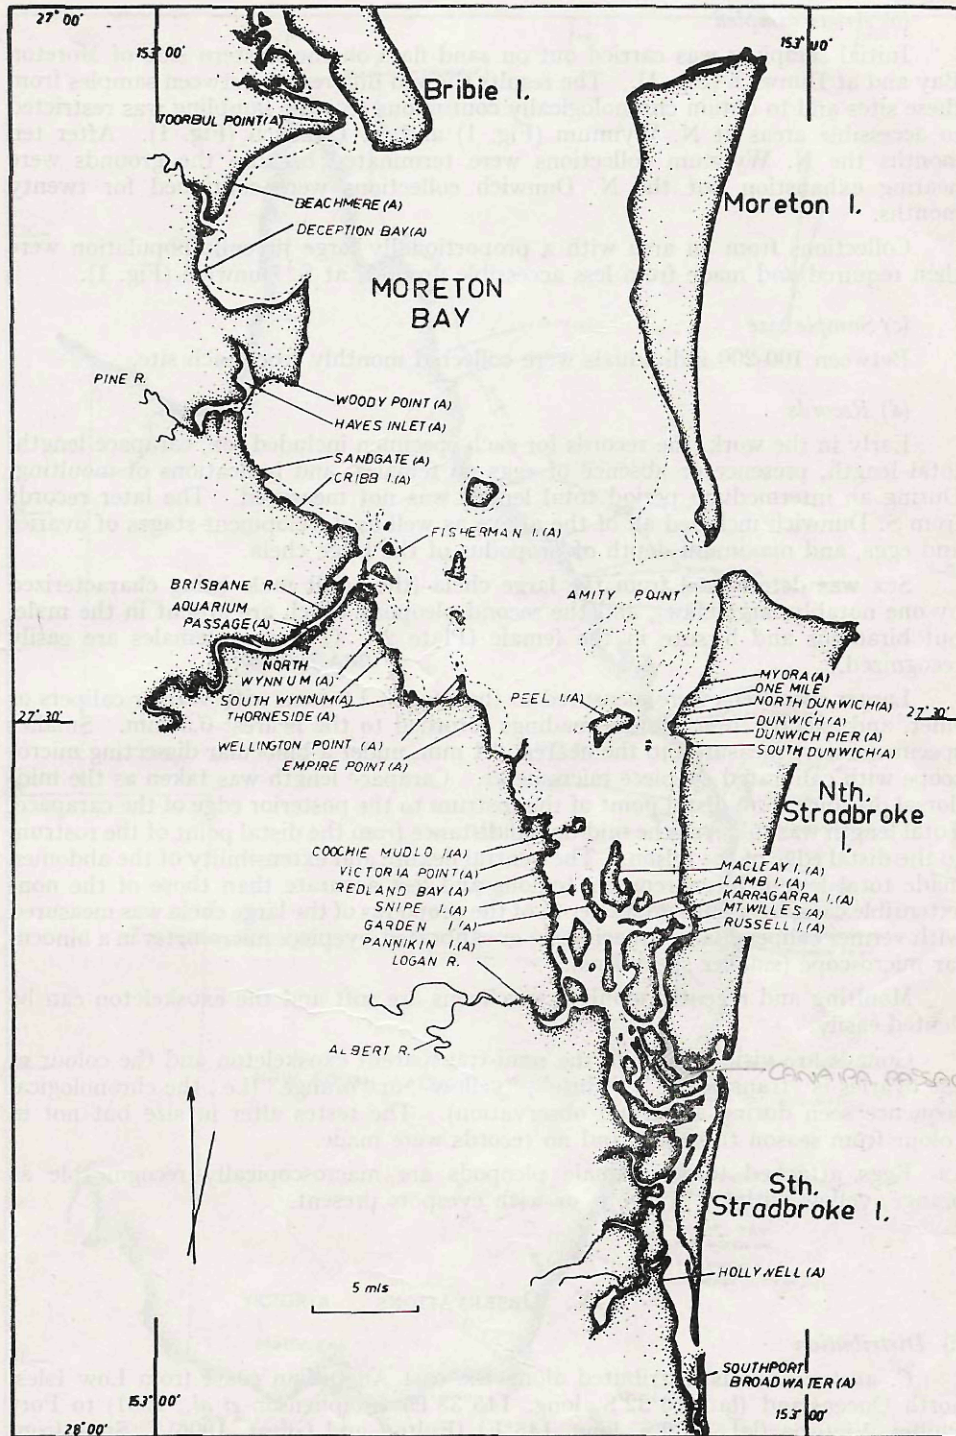 27° 00'
153° 00'
153° 00'
Bribie I.
TOORBUL POINT (A)
Moreton I.
BEACHMERE (A)
DECEPTION BAY (A)
MORETON
BAY
PINE R.
WOODY POINT (A)
HAYES INLET (A)
SANDGATE (A)
CRIBB I. (A)
FISHERMAN I. (A)
BRISBANE R.
AMITY POINT
AQUARIUM
PASSAGE (A)
NORTH
WYNNUM (A)
SOUTH WYNNUM (A)
THORNESIDE (A)
PEEL I. (A)
MYORA (A)
ONE MILE
NORTH DUNWICH (A)
DUNWICH (A)
DUNWICH PIER (A)
SOUTH DUNWICH (A)
27° 30'
27° 30'
WELLINGTON POINT (A)
EMPIRE POINT (A)
Nth.
Stradbroke
I.
COOCHIE MUDLO I. (A)
VICTORIA POINT (A)
REDLAND BAY (A)
SNIPE I. (A)
GARDEN I. (A)
PANNIKIN I. (A)
LOGAN R.
MACLEAY I. (A)
LAMB I. (A)
KARRAGARRA I. (A)
MT. WILLES (A)
RUSSELL I. (A)
ALBERT R.
CANAIPA PASSAG
Sth.
Stradbroke I.
HOLLYWELL (A)
5 mls
SOUTHPORT
BROADWATER (A)
153° 00'
153° 00'
28° 00'